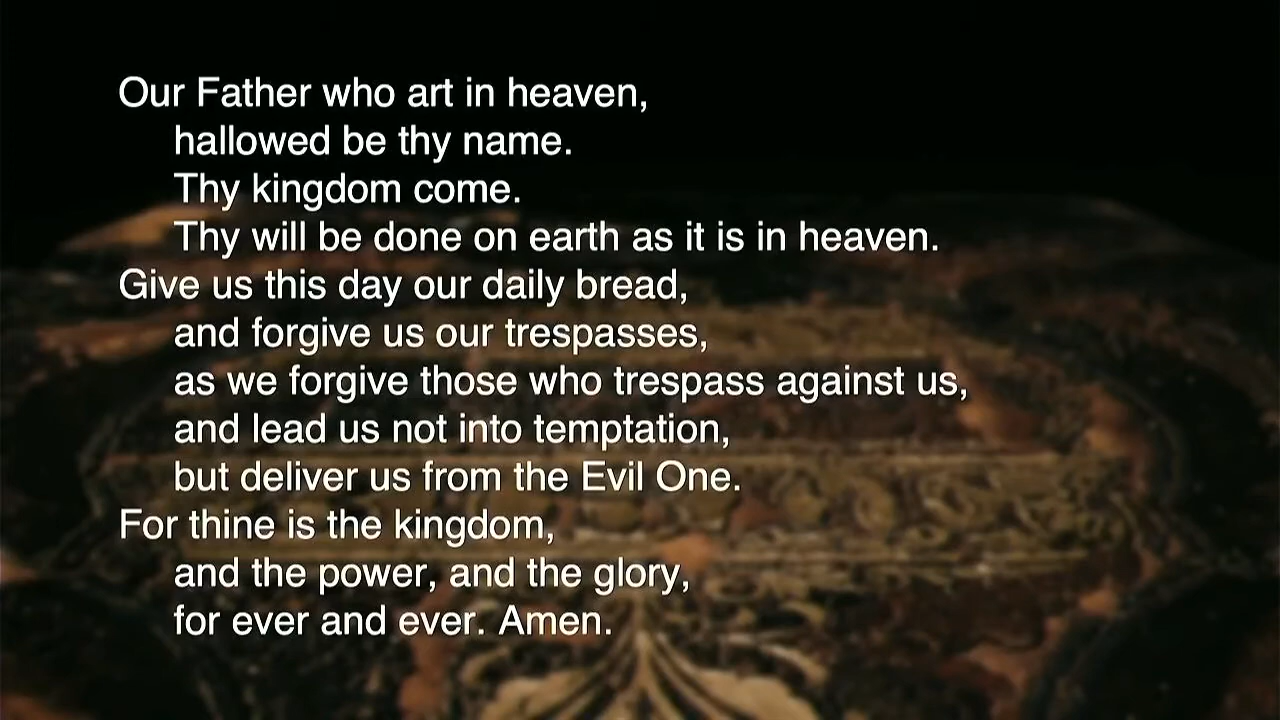 Our Father who art in heaven,
hallowed be thy name.
Thy kingdom come.
Thy will be done on earth as it is in heaven.
Give us this day our daily bread,
and forgive us our trespasses,
as we forgive those who trespass against us,
and lead us not into temptation,
but deliver us from the Evil One.
For thine is the kingdom,
and the power, and the glory,
for ever and ever. Amen.